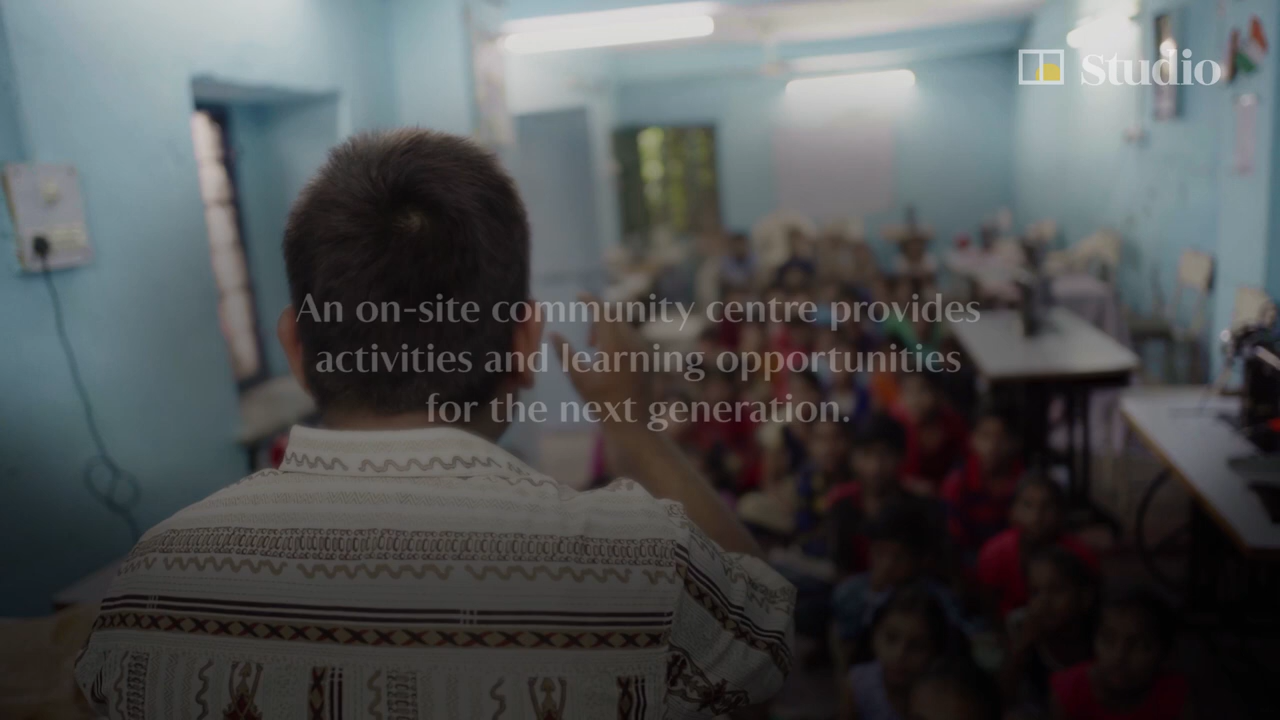 Studio
An on-site community centre provides
activities and learning opportunities
for the next generation.